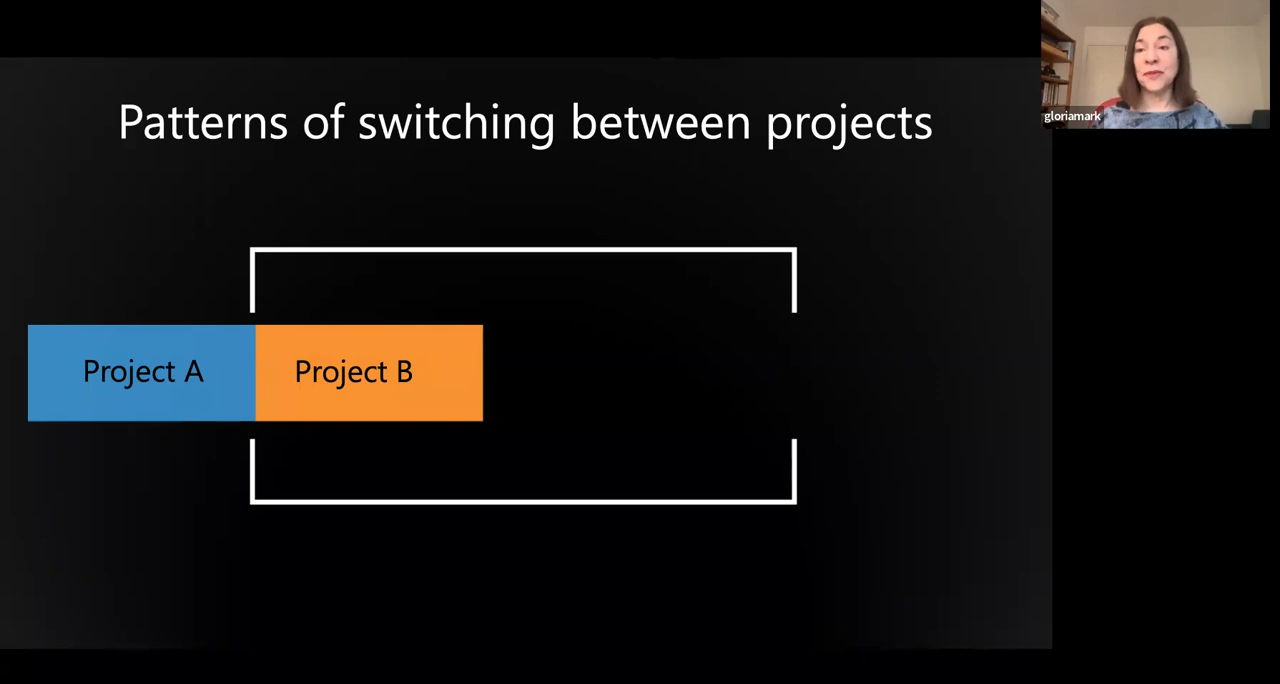 Patterns of switching between projects
gloriamark
Project A
Project B